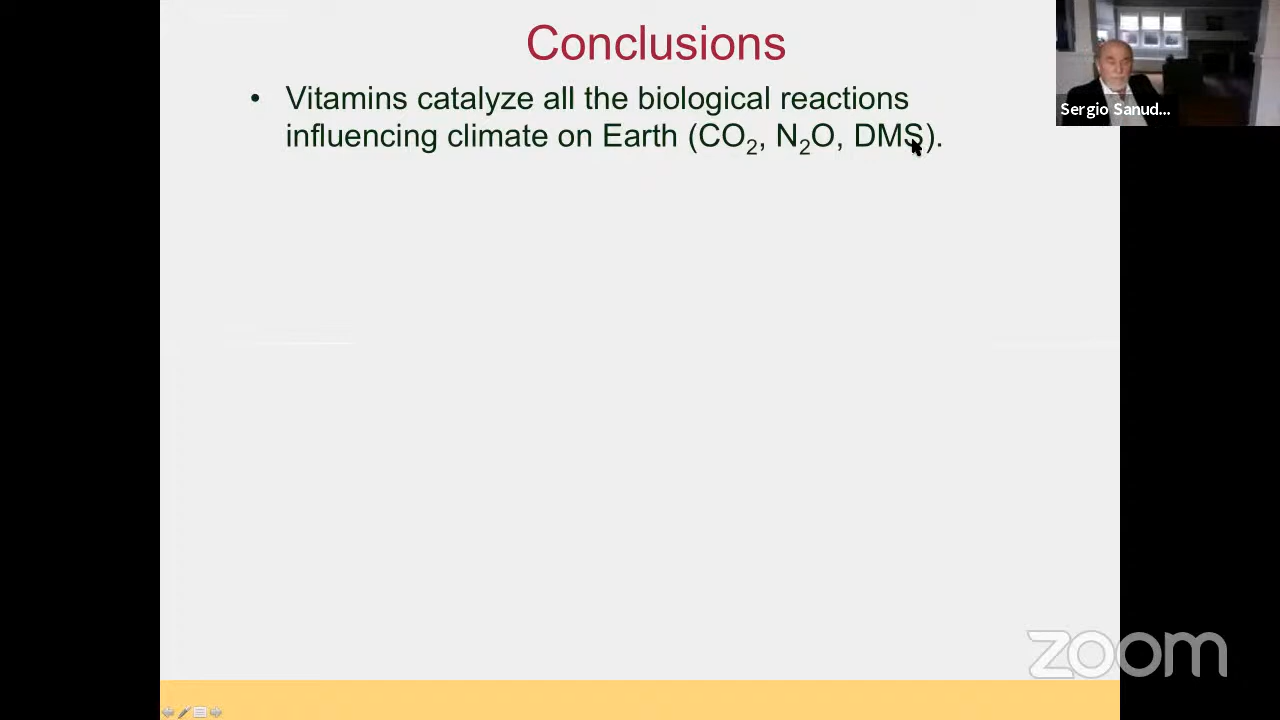 Conclusions
• Vitamins catalyze all the biological reactions
influencing climate on Earth (CO₂, N₂O, DMS).
Sergio Sanud...
zoom